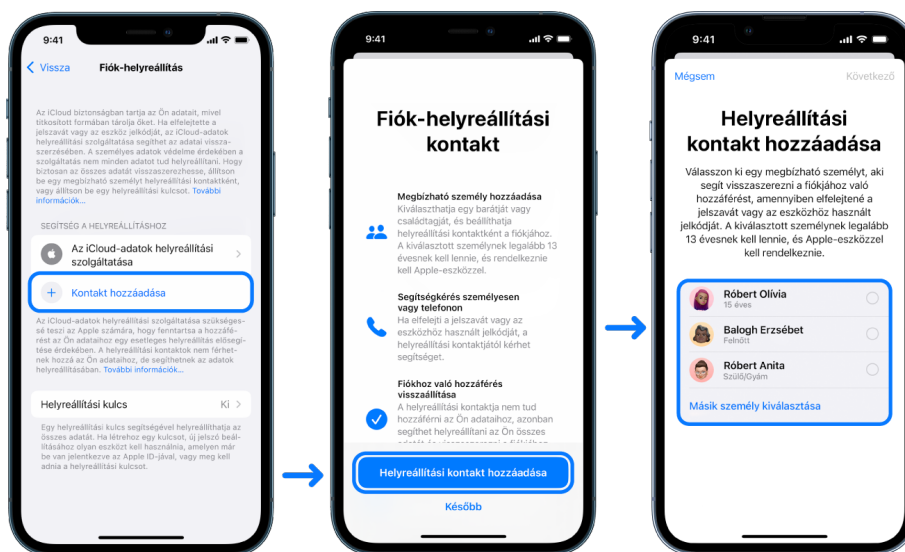 9:41
Vissza
Fiók-helyreállítás
Az iCloud biztonságban tartja az Ön adatait, mivel
titkosított formában tárolja őket. Ha elfelejtette a
jelszavát vagy az eszköz jelkódját, az iCloud-adatok
helyreállítási szolgáltatása segíthet az adatai vissza-
szerzésében. A személyes adatok védelme érdekében a
szolgáltatás nem minden adatot tud helyreállítani. Hogy
biztosan az összes adatát visszaszerezhesse, állítson
be egy megbízható személyt helyreállítási kontaktként,
vagy állítson be egy helyreállítási kulcsot. További
információk...
SEGÍTSÉG A HELYREÁLLÍTÁSHOZ
Az iCloud-adatok helyreállítási
szolgáltatása
Kontakt hozzáadása
Az iCloud-adatok helyreállítási szolgáltatása szükséges-
sé teszi az Apple számára, hogy fenntartsa a hozzáfé-
rést az Ön adataihoz egy esetleges helyreállítás elősegí-
tése érdekében. A helyreállítási kontaktok nem férhet-
nek hozzá az Ön adataihoz, de segíthetnek az adatok
helyreállításában. További információk...
Helyreállítási kulcs
Ki
Egy helyreállítási kulcs segítségével helyreállíthatja az
összes adatát. Ha létrehoz egy kulcsot, új jelszó beál-
lításához olyan eszközt kell használnia, amelyen már
be van jelentkezve az Apple ID-jával, vagy meg kell
adnia a helyreállítási kulcsot.
9:41
Fiók-helyreállítási
kontakt
Megbízható személy hozzáadása
Kiválaszthatja egy barátját vagy
családtagját, és beállíthatja
helyreállítási kontaktként a fiókjához.
A kiválasztott személynek legalább 13
évesnek kell lennie, és rendelkeznie
kell Apple-eszközzel.
Segítségkérés személyesen
vagy telefonon
Ha elfelejti a jelszavát vagy az
eszközhöz használt jelkódját, a
helyreállítási kontaktjától kérhet
segítséget.
Fiókhoz való hozzáférés
visszaállítása
A helyreállítási kontaktja nem tud
hozzáférni az Ön adataihoz, azonban
segíthet helyreállítani az Ön összes
Helyreállítási kontakt hozzáadása
Később
9:41
Mégsem
Következő
Helyreállítási
kontakt hozzáadása
Válasszon ki egy megbízható személyt, aki
segít visszaszerezni a fiókjához való
hozzáférést, amennyiben elfelejtené a
jelszavát vagy az eszközhöz használt
jelkódját. A kiválasztott személynek legalább
13 évesnek kell lennie, és Apple-eszközzel
kell rendelkeznie.
Róbert Olívia
15 éves
Balogh Erzsébet
Felnőtt
Róbert Anita
Szülő/Gyám
Másik személy kiválasztása